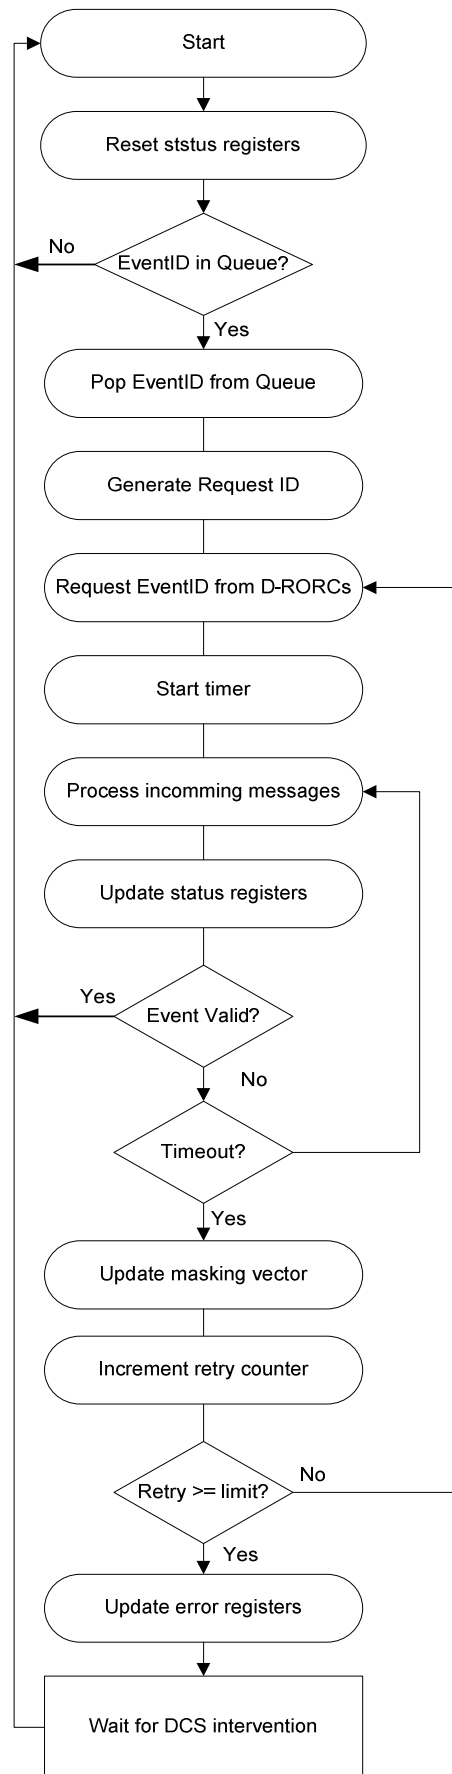 Start
Reset ststus registers
No
EventID in Queue?
Yes
Pop EventID from Queue
Generate Request ID
Request EventID from D-RORCs
Start timer
Process incomming messages
Update status registers
Yes
Event Valid?
No
Timeout?
Yes
Update masking vector
Increment retry counter
No
Retry >= limit?
Yes
Update error registers
Wait for DCS intervention